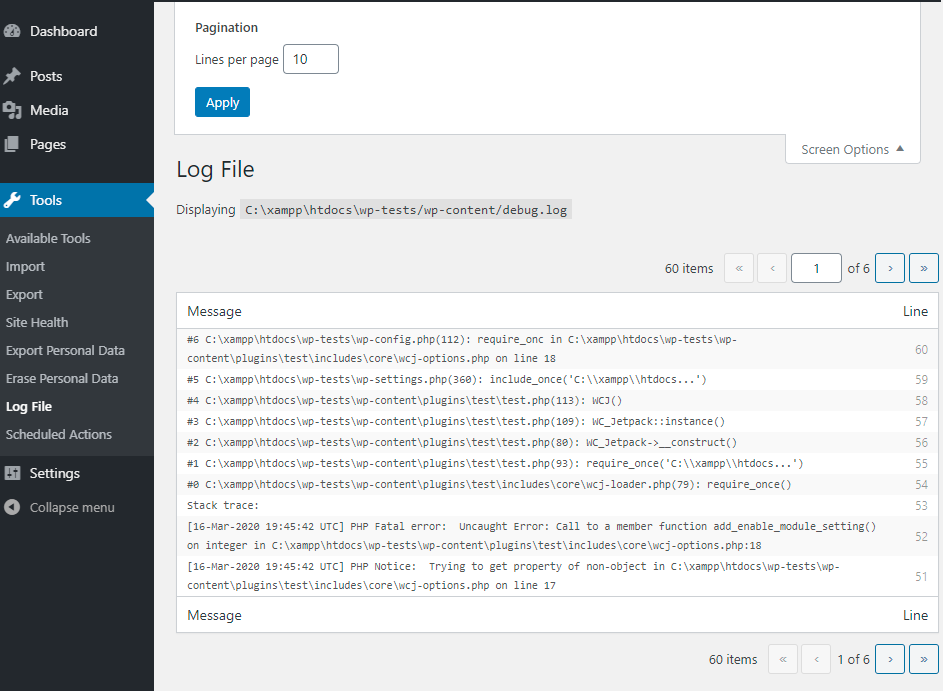 Dashboard
Posts
Media
Pages
Tools
Available Tools
Import
Export
Site Health
Export Personal Data
Erase Personal Data
Log File
Scheduled Actions
Settings
Collapse menu
Pagination
Lines per page 10
Apply
Screen Options ▲
Log File
Displaying C:\xampp\htdocs\wp-tests/wp-content/debug.log
60 items « ‹ 1 of 6 › »
Message Line
#6 C:\xampp\htdocs\wp-tests\wp-config.php(112): require_onc in C:\xampp\htdocs\wp-tests\wp-
content\plugins\test\includes\core\wcj-options.php on line 18 60
#5 C:\xampp\htdocs\wp-tests\wp-settings.php(360): include_once('C:\\xampp\\htdocs...') 59
#4 C:\xampp\htdocs\wp-tests\wp-content\plugins\test\test.php(113): WCJ() 58
#3 C:\xampp\htdocs\wp-tests\wp-content\plugins\test\test.php(109): WC_Jetpack::instance() 57
#2 C:\xampp\htdocs\wp-tests\wp-content\plugins\test\test.php(80): WC_Jetpack->__construct() 56
#1 C:\xampp\htdocs\wp-tests\wp-content\plugins\test\test.php(93): require_once('C:\\xampp\\htdocs...') 55
#0 C:\xampp\htdocs\wp-tests\wp-content\plugins\test\includes\core\wcj-loader.php(79): require_once() 54
Stack trace: 53
[16-Mar-2020 19:45:42 UTC] PHP Fatal error:  Uncaught Error: Call to a member function add_enable_module_setting()
on integer in C:\xampp\htdocs\wp-tests\wp-content\plugins\test\includes\core\wcj-options.php:18 52
[16-Mar-2020 19:45:42 UTC] PHP Notice:  Trying to get property of non-object in C:\xampp\htdocs\wp-tests\wp-
content\plugins\test\includes\core\wcj-options.php on line 17 51
Message Line
60 items « ‹ 1 of 6 › »